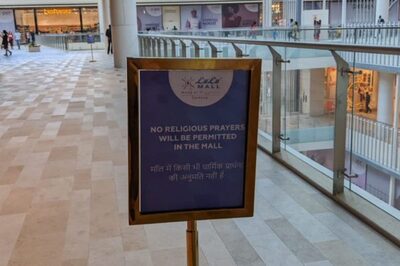 LuLu
MALL
NO RELIGIOUS PRAYERS
WILL BE PERMITTED
IN THE MALL
मॉल में किसी भी धार्मिक प्रार्थना
की अनुमति नहीं है